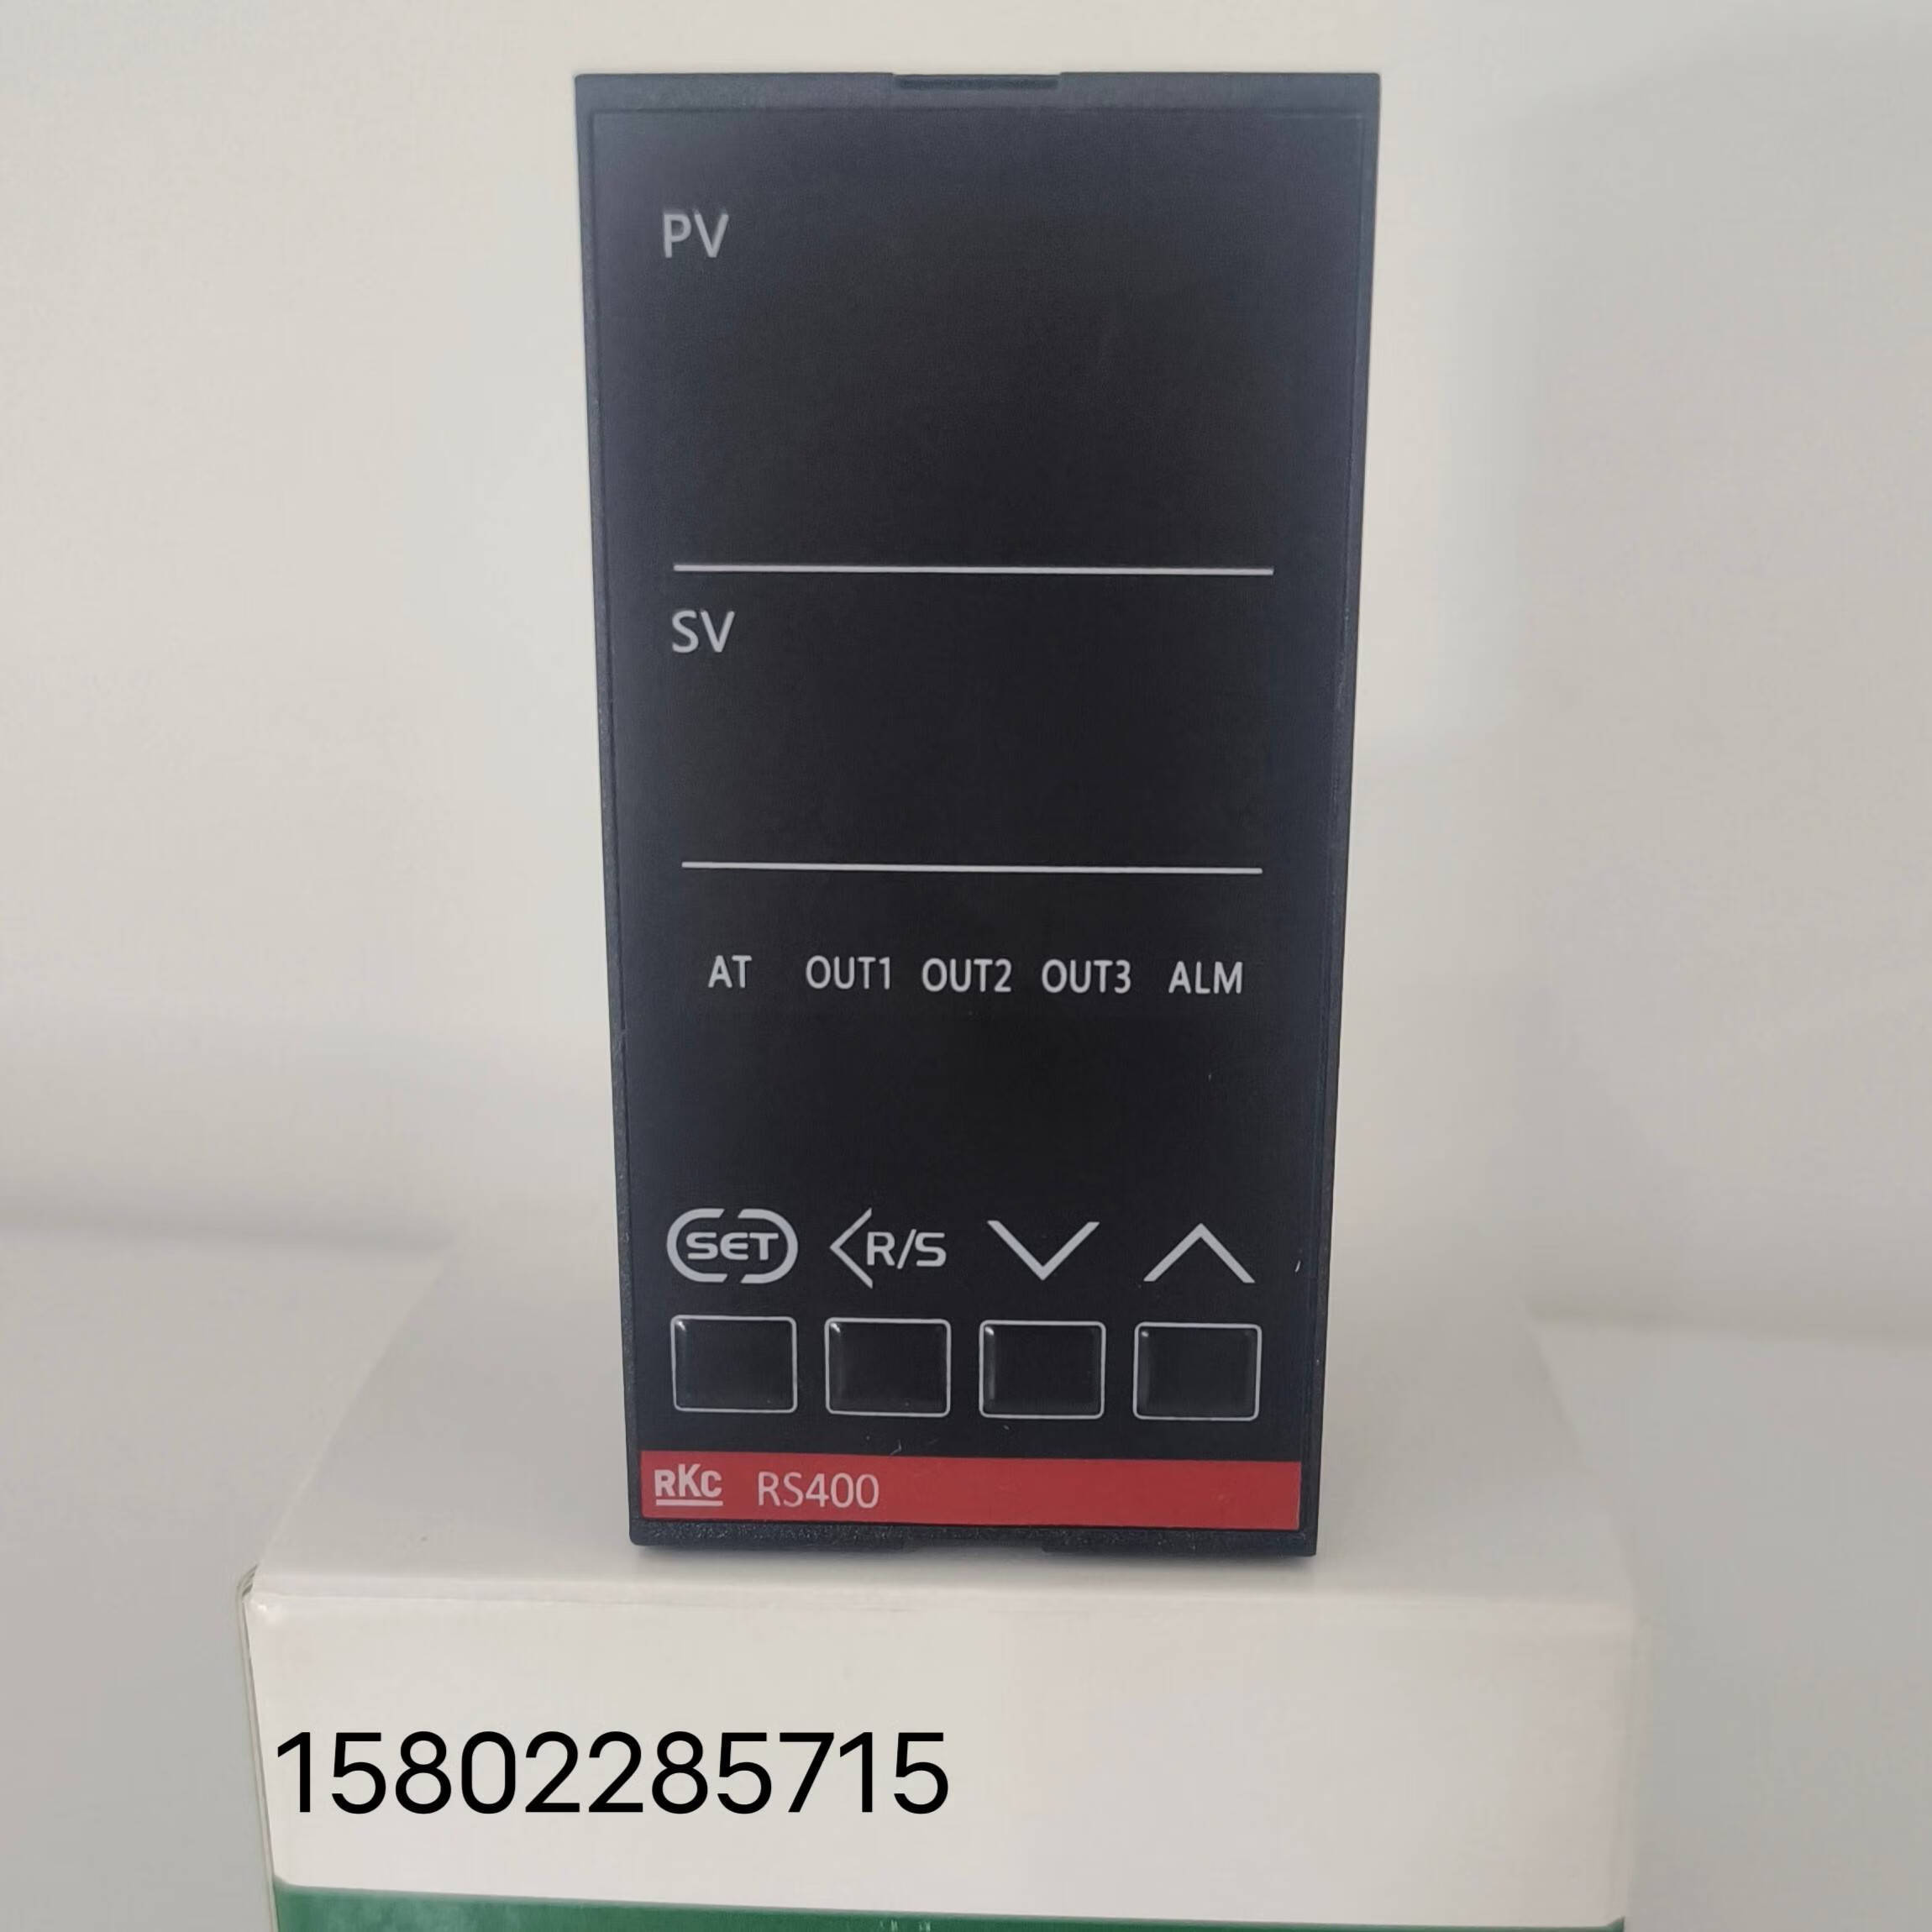 PV
SV
AT OUT1 OUT2 OUT3 ALM
SET <R/S
RKC RS400
15802285715